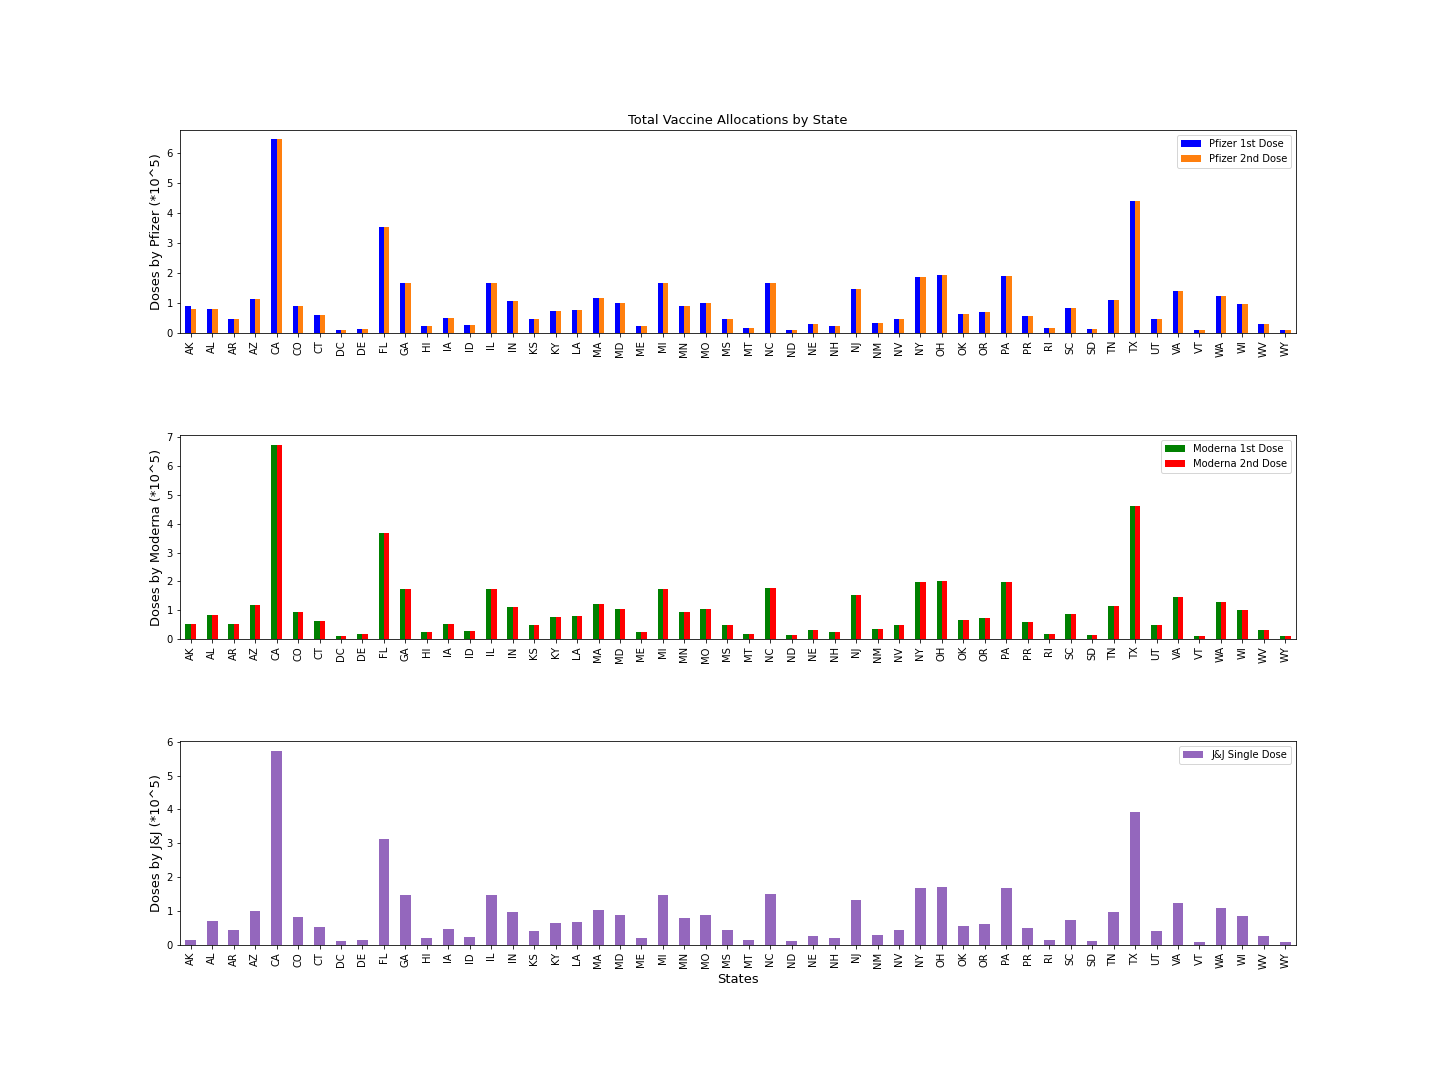 Total Vaccine Allocations by State
Doses by Pfizer (*10^5)
6
5
4
3
2
1
0
Pfizer 1st Dose
Pfizer 2nd Dose
AK AL AR AZ CA CO CT DC DE FL GA HI IA ID IL IN KS KY LA MA MD ME MI MN MO MS MT NC ND NE NH NJ NM NV NY OH OK OR PA PR RI SC SD TN TX UT VA VT WA WI WV WY
Doses by Moderna (*10^5)
7
6
5
4
3
2
1
0
Moderna 1st Dose
Moderna 2nd Dose
AK AL AR AZ CA CO CT DC DE FL GA HI IA ID IL IN KS KY LA MA MD ME MI MN MO MS MT NC ND NE NH NJ NM NV NY OH OK OR PA PR RI SC SD TN TX UT VA VT WA WI WV WY
Doses by J&J (*10^5)
6
5
4
3
2
1
0
J&J Single Dose
AK AL AR AZ CA CO CT DC DE FL GA HI IA ID IL IN KS KY LA MA MD ME MI MN MO MS MT NC ND NE NH NJ NM NV NY OH OK OR PA PR RI SC SD TN TX UT VA VT WA WI WV WY
States